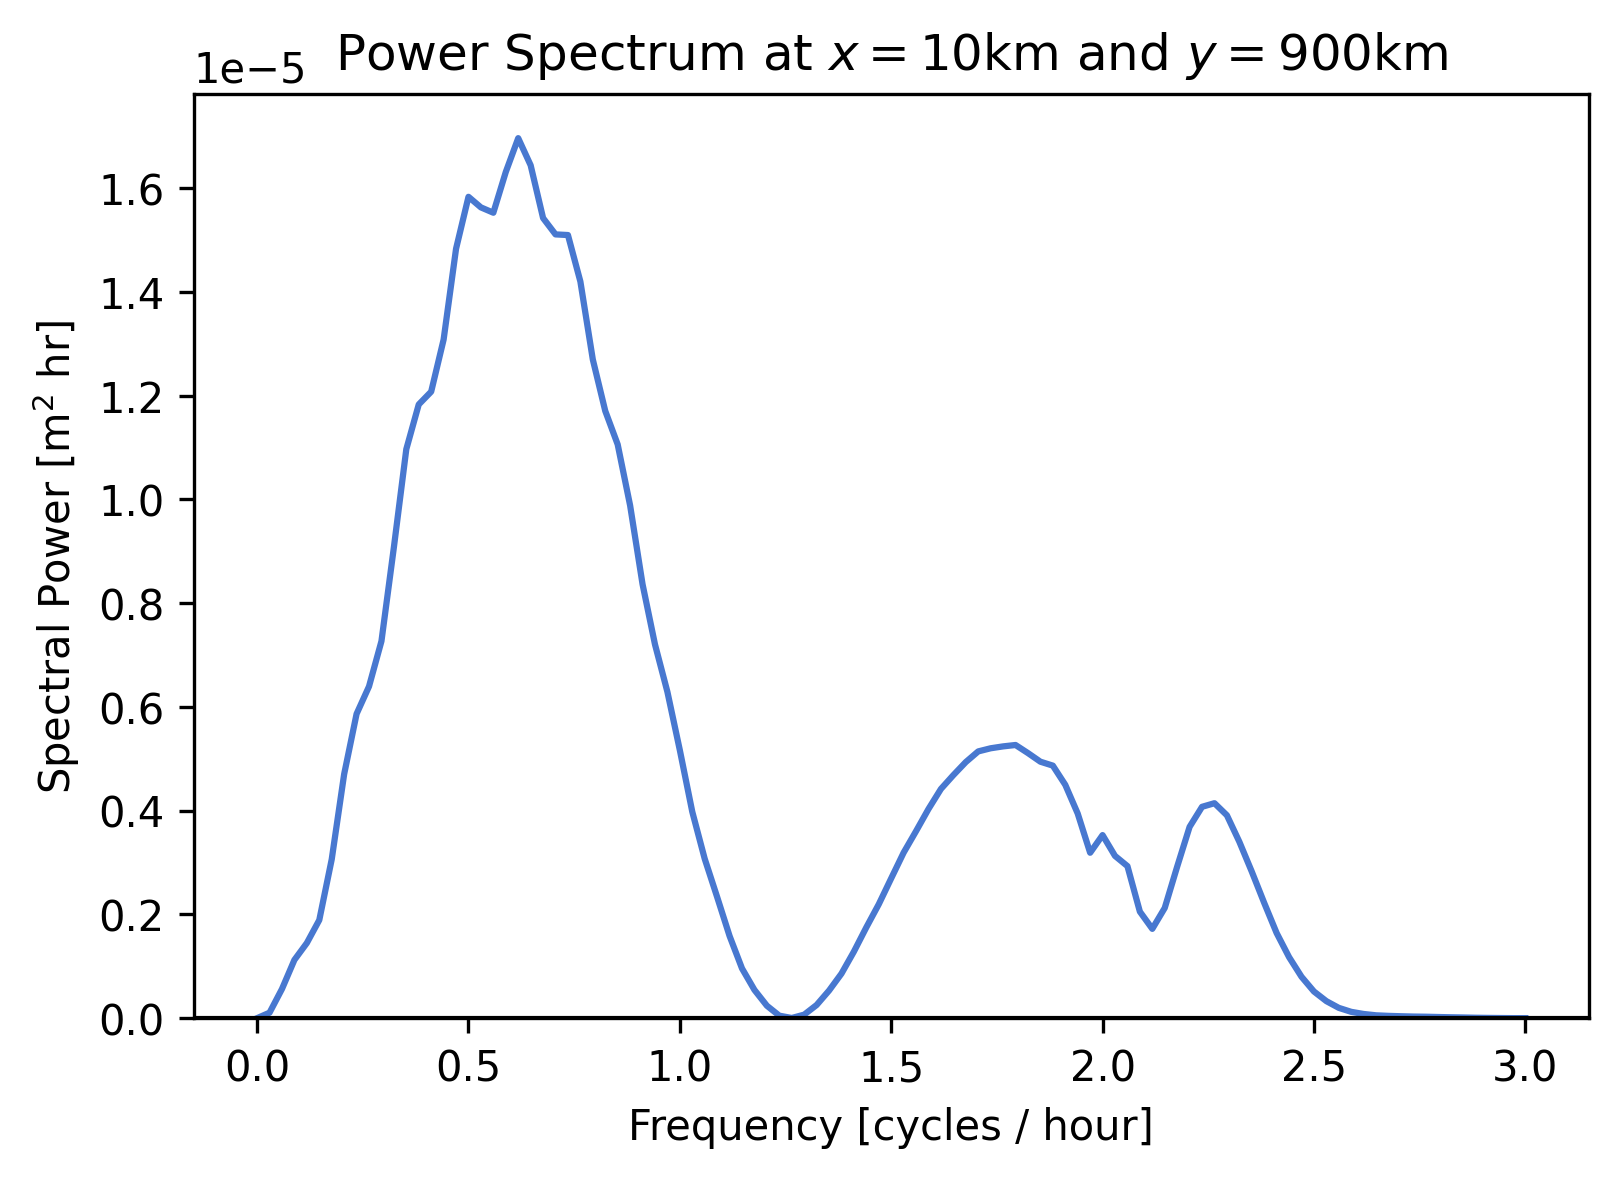 Power Spectrum at x = 10km and y = 900km
1e−5
Spectral Power [m² hr]
1.6
1.4
1.2
1.0
0.8
0.6
0.4
0.2
0.0
0.0 0.5 1.0 1.5 2.0 2.5 3.0
Frequency [cycles / hour]